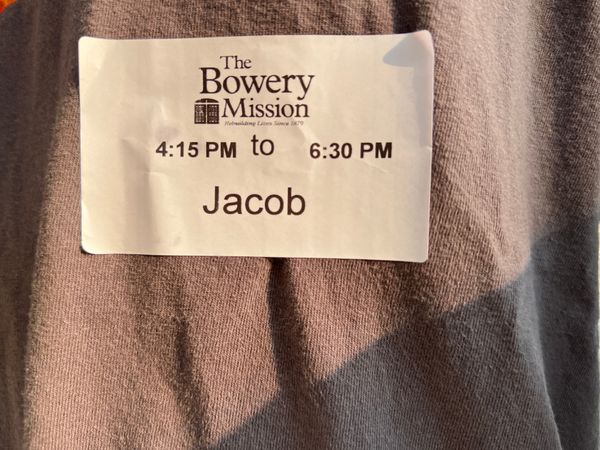 The
Bowery
Mission
Rebuilding Lives Since 1879
4:15 PM to 6:30 PM
Jacob